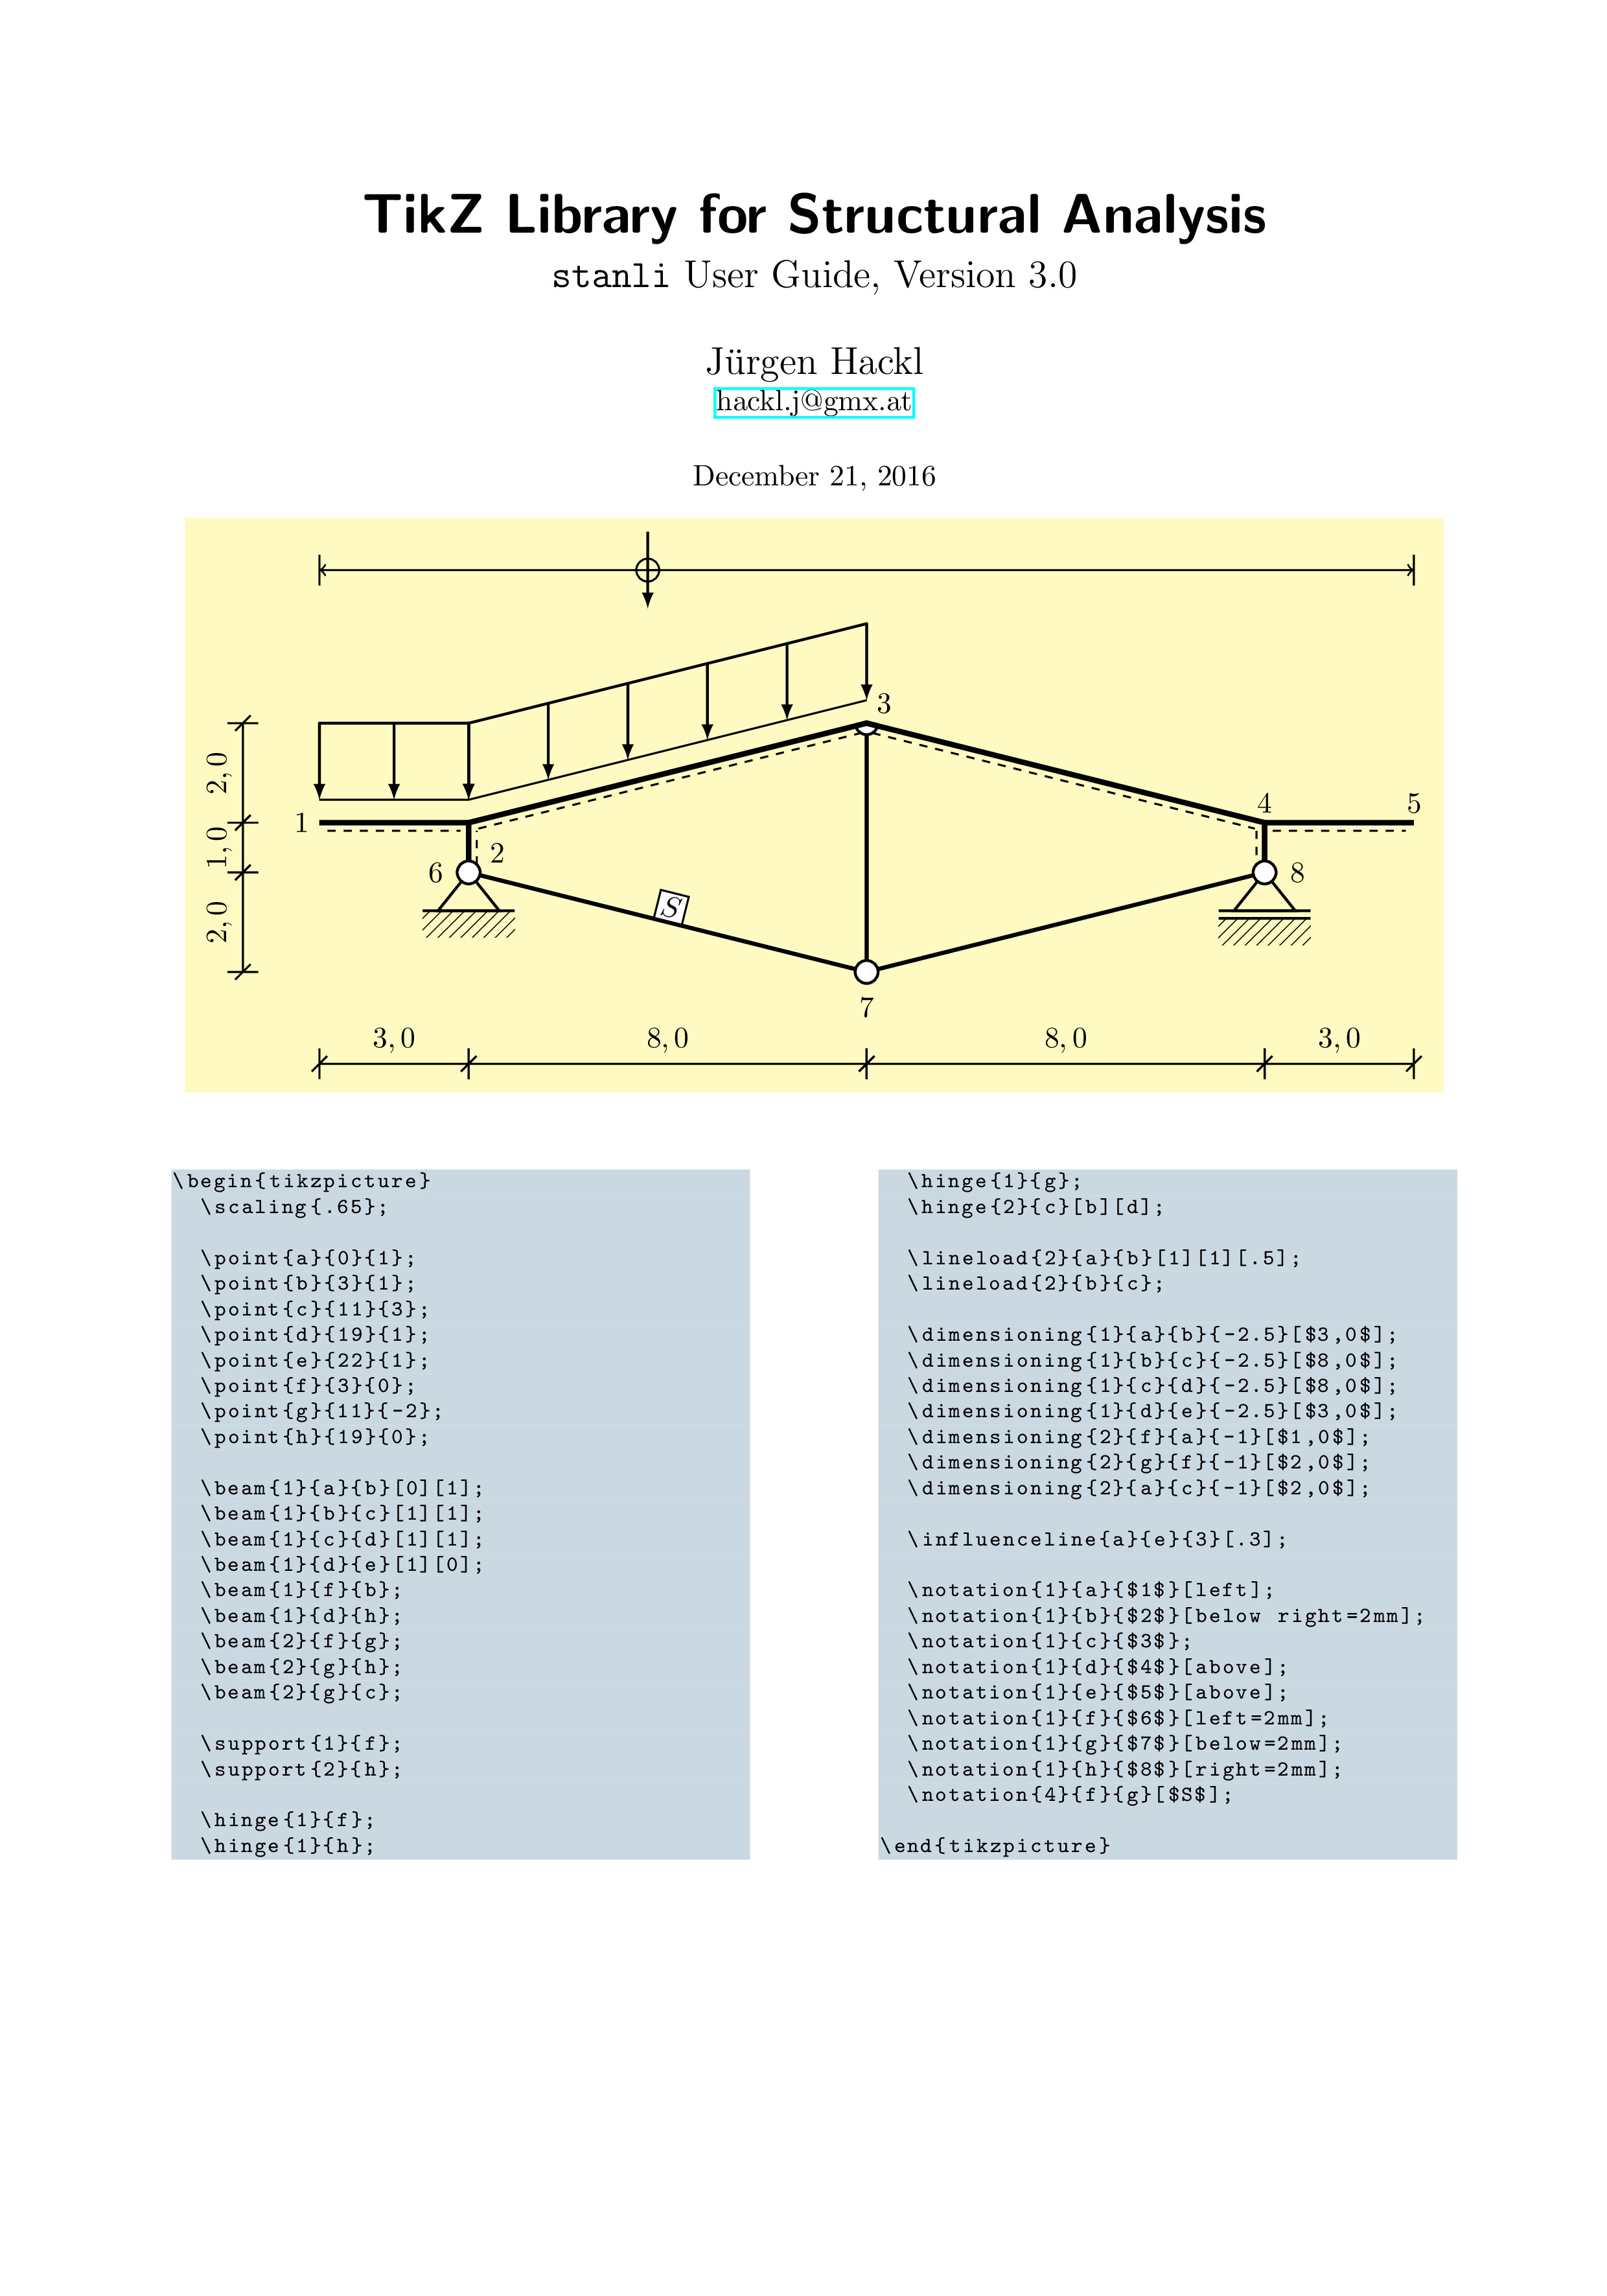 TikZ Library for Structural Analysis
stanli User Guide, Version 3.0
Jürgen Hackl
hackl.j@gmx.at
December 21, 2016
3
2,0
4
5
1
1,0
2
6
8
S
2,0
7
3,0
8,0
8,0
3,0
\begin{tikzpicture}
\scaling{.65};
\point{a}{0}{1};
\point{b}{3}{1};
\point{c}{11}{3};
\point{d}{19}{1};
\point{e}{22}{1};
\point{f}{3}{0};
\point{g}{11}{-2};
\point{h}{19}{0};
\beam{1}{a}{b}[0][1];
\beam{1}{b}{c}[1][1];
\beam{1}{c}{d}[1][1];
\beam{1}{d}{e}[1][0];
\beam{1}{f}{b};
\beam{1}{d}{h};
\beam{2}{f}{g};
\beam{2}{g}{h};
\beam{2}{g}{c};
\support{1}{f};
\support{2}{h};
\hinge{1}{f};
\hinge{1}{h};
\hinge{1}{g};
\hinge{2}{c}[b][d];
\lineload{2}{a}{b}[1][1][.5];
\lineload{2}{b}{c};
\dimensioning{1}{a}{b}{-2.5}[$3,0$];
\dimensioning{1}{b}{c}{-2.5}[$8,0$];
\dimensioning{1}{c}{d}{-2.5}[$8,0$];
\dimensioning{1}{d}{e}{-2.5}[$3,0$];
\dimensioning{2}{f}{a}{-1}[$1,0$];
\dimensioning{2}{g}{f}{-1}[$2,0$];
\dimensioning{2}{a}{c}{-1}[$2,0$];
\influenceline{a}{e}{3}[.3];
\notation{1}{a}{$1$}[left];
\notation{1}{b}{$2$}[below right=2mm];
\notation{1}{c}{$3$};
\notation{1}{d}{$4$}[above];
\notation{1}{e}{$5$}[above];
\notation{1}{f}{$6$}[left=2mm];
\notation{1}{g}{$7$}[below=2mm];
\notation{1}{h}{$8$}[right=2mm];
\notation{4}{f}{g}[$S$];
\end{tikzpicture}